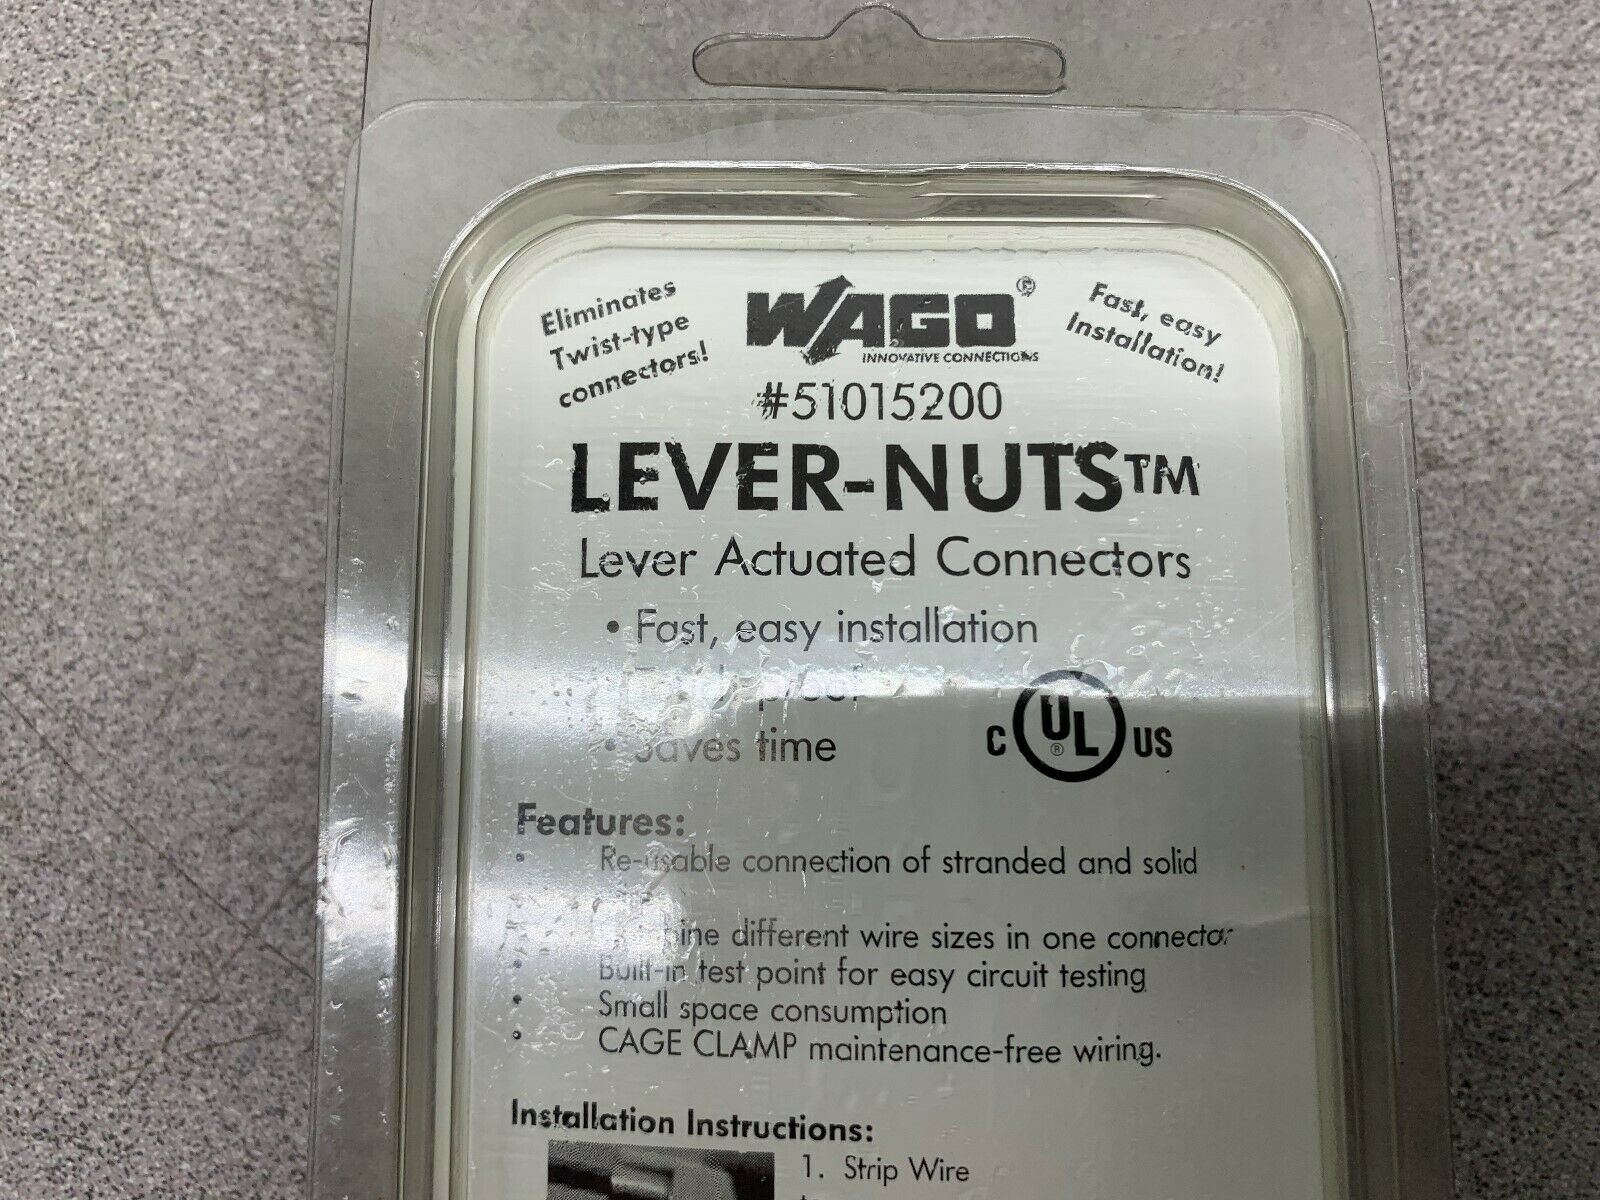 Eliminates
Twist-type
connectors!
WAGO®
INNOVATIVE CONNECTIONS
Fast, easy
Installation!
#51015200
LEVER-NUTS™
Lever Actuated Connectors
• Fast, easy installation
proof
• Saves time
C UL® US
Features:
• Re-usable connection of stranded and solid
different wire sizes in one connector
• Built-in test point for easy circuit testing
• Small space consumption
• CAGE CLAMP maintenance-free wiring.
Installation Instructions:
1. Strip Wire